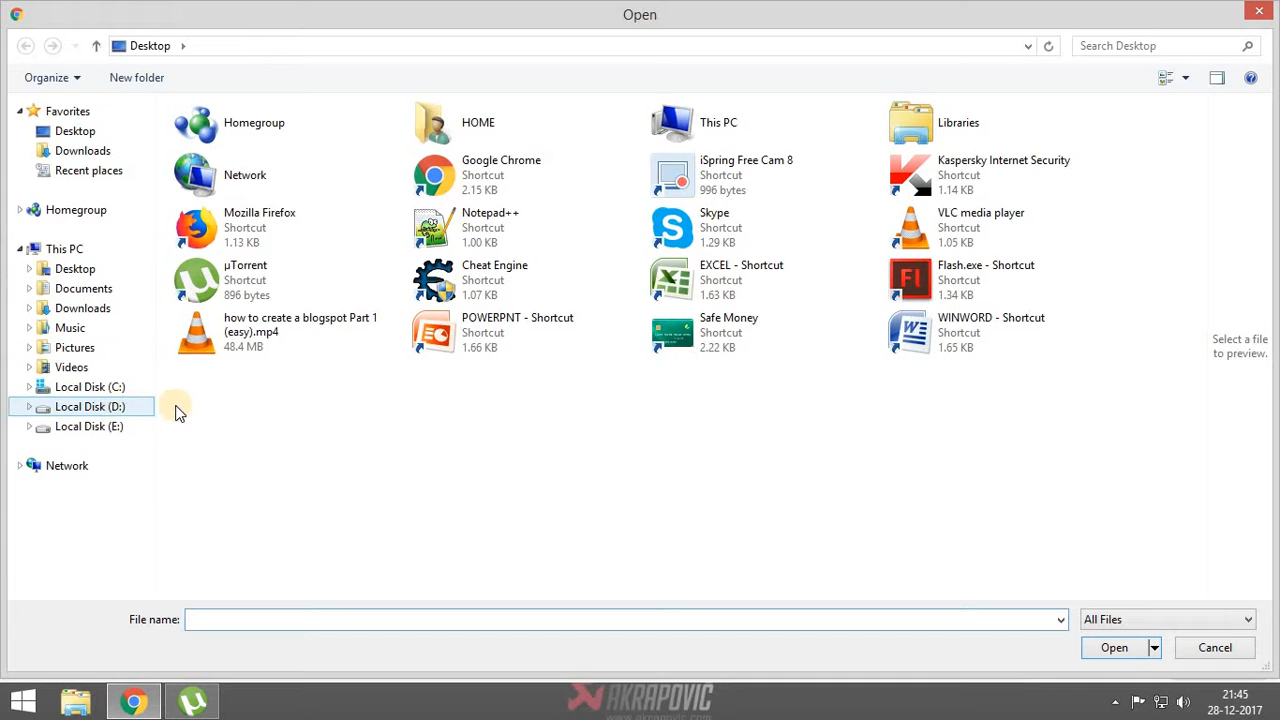 Open
Desktop
Search Desktop
Organize
New folder
Favorites
Desktop
Downloads
Recent places
Homegroup
This PC
Desktop
Documents
Downloads
Music
Pictures
Videos
Local Disk (C:)
Local Disk (D:)
Local Disk (E:)
Network
Homegroup
HOME
This PC
Libraries
Network
Google Chrome
Shortcut
2.15 KB
iSpring Free Cam 8
Shortcut
996 bytes
Kaspersky Internet Security
Shortcut
1.14 KB
Mozilla Firefox
Shortcut
1.13 KB
Notepad++
Shortcut
1.00 KB
Skype
Shortcut
1.29 KB
VLC media player
Shortcut
1.05 KB
µTorrent
Shortcut
896 bytes
Cheat Engine
Shortcut
1.07 KB
EXCEL - Shortcut
Shortcut
1.63 KB
Flash.exe - Shortcut
Shortcut
1.34 KB
how to create a blogspot Part 1
(easy).mp4
48.4 MB
POWERPNT - Shortcut
Shortcut
1.66 KB
Safe Money
Shortcut
2.22 KB
WINWORD - Shortcut
Shortcut
1.65 KB
Select a file
to preview.
File name:
All Files
Open
Cancel
AKRAPOVIC
www.akrapovic.com
21:45
28-12-2017